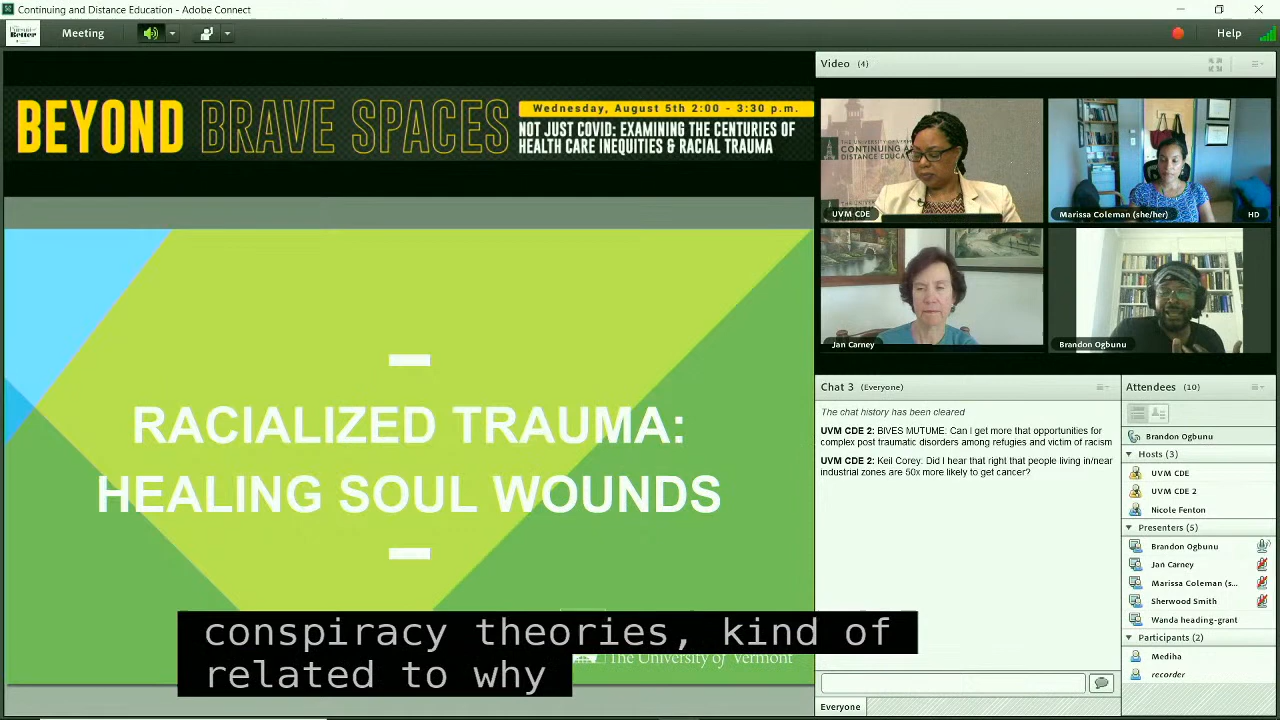 Continuing and Distance Education - Adobe Connect
Pursuit of
Better
Meeting
Help
BEYOND BRAVE SPACES
Wednesday, August 5th 2:00 - 3:30 p.m.
NOT JUST COVID: EXAMINING THE CENTURIES OF
HEALTH CARE INEQUITIES & RACIAL TRAUMA
RACIALIZED TRAUMA:
HEALING SOUL WOUNDS
The University of Vermont
conspiracy theories, kind of
related to why
Video (4)
CONTINUING
DISTANCE
UVM CDE
Marissa Coleman (she/her)
HD
Jan Carney
Brandon Ogbunu
Chat 3 (Everyone)
The chat history has been cleared
UVM CDE 2: BIVES MUTUME: Can I get more that opportunities for
complex post traumatic disorders among refugies and victim of racism
UVM CDE 2: Keil Corey: Did I hear that right that people living in/near
industrial zones are 50x more likely to get cancer?
Everyone
Attendees (10)
Brandon Ogbunu
Hosts (3)
UVM CDE
UVM CDE 2
Nicole Fenton
Presenters (5)
Brandon Ogbunu
Jan Carney
Marissa Coleman (s...
Sherwood Smith
Wanda heading-grant
Participants (2)
Mediha
recorder